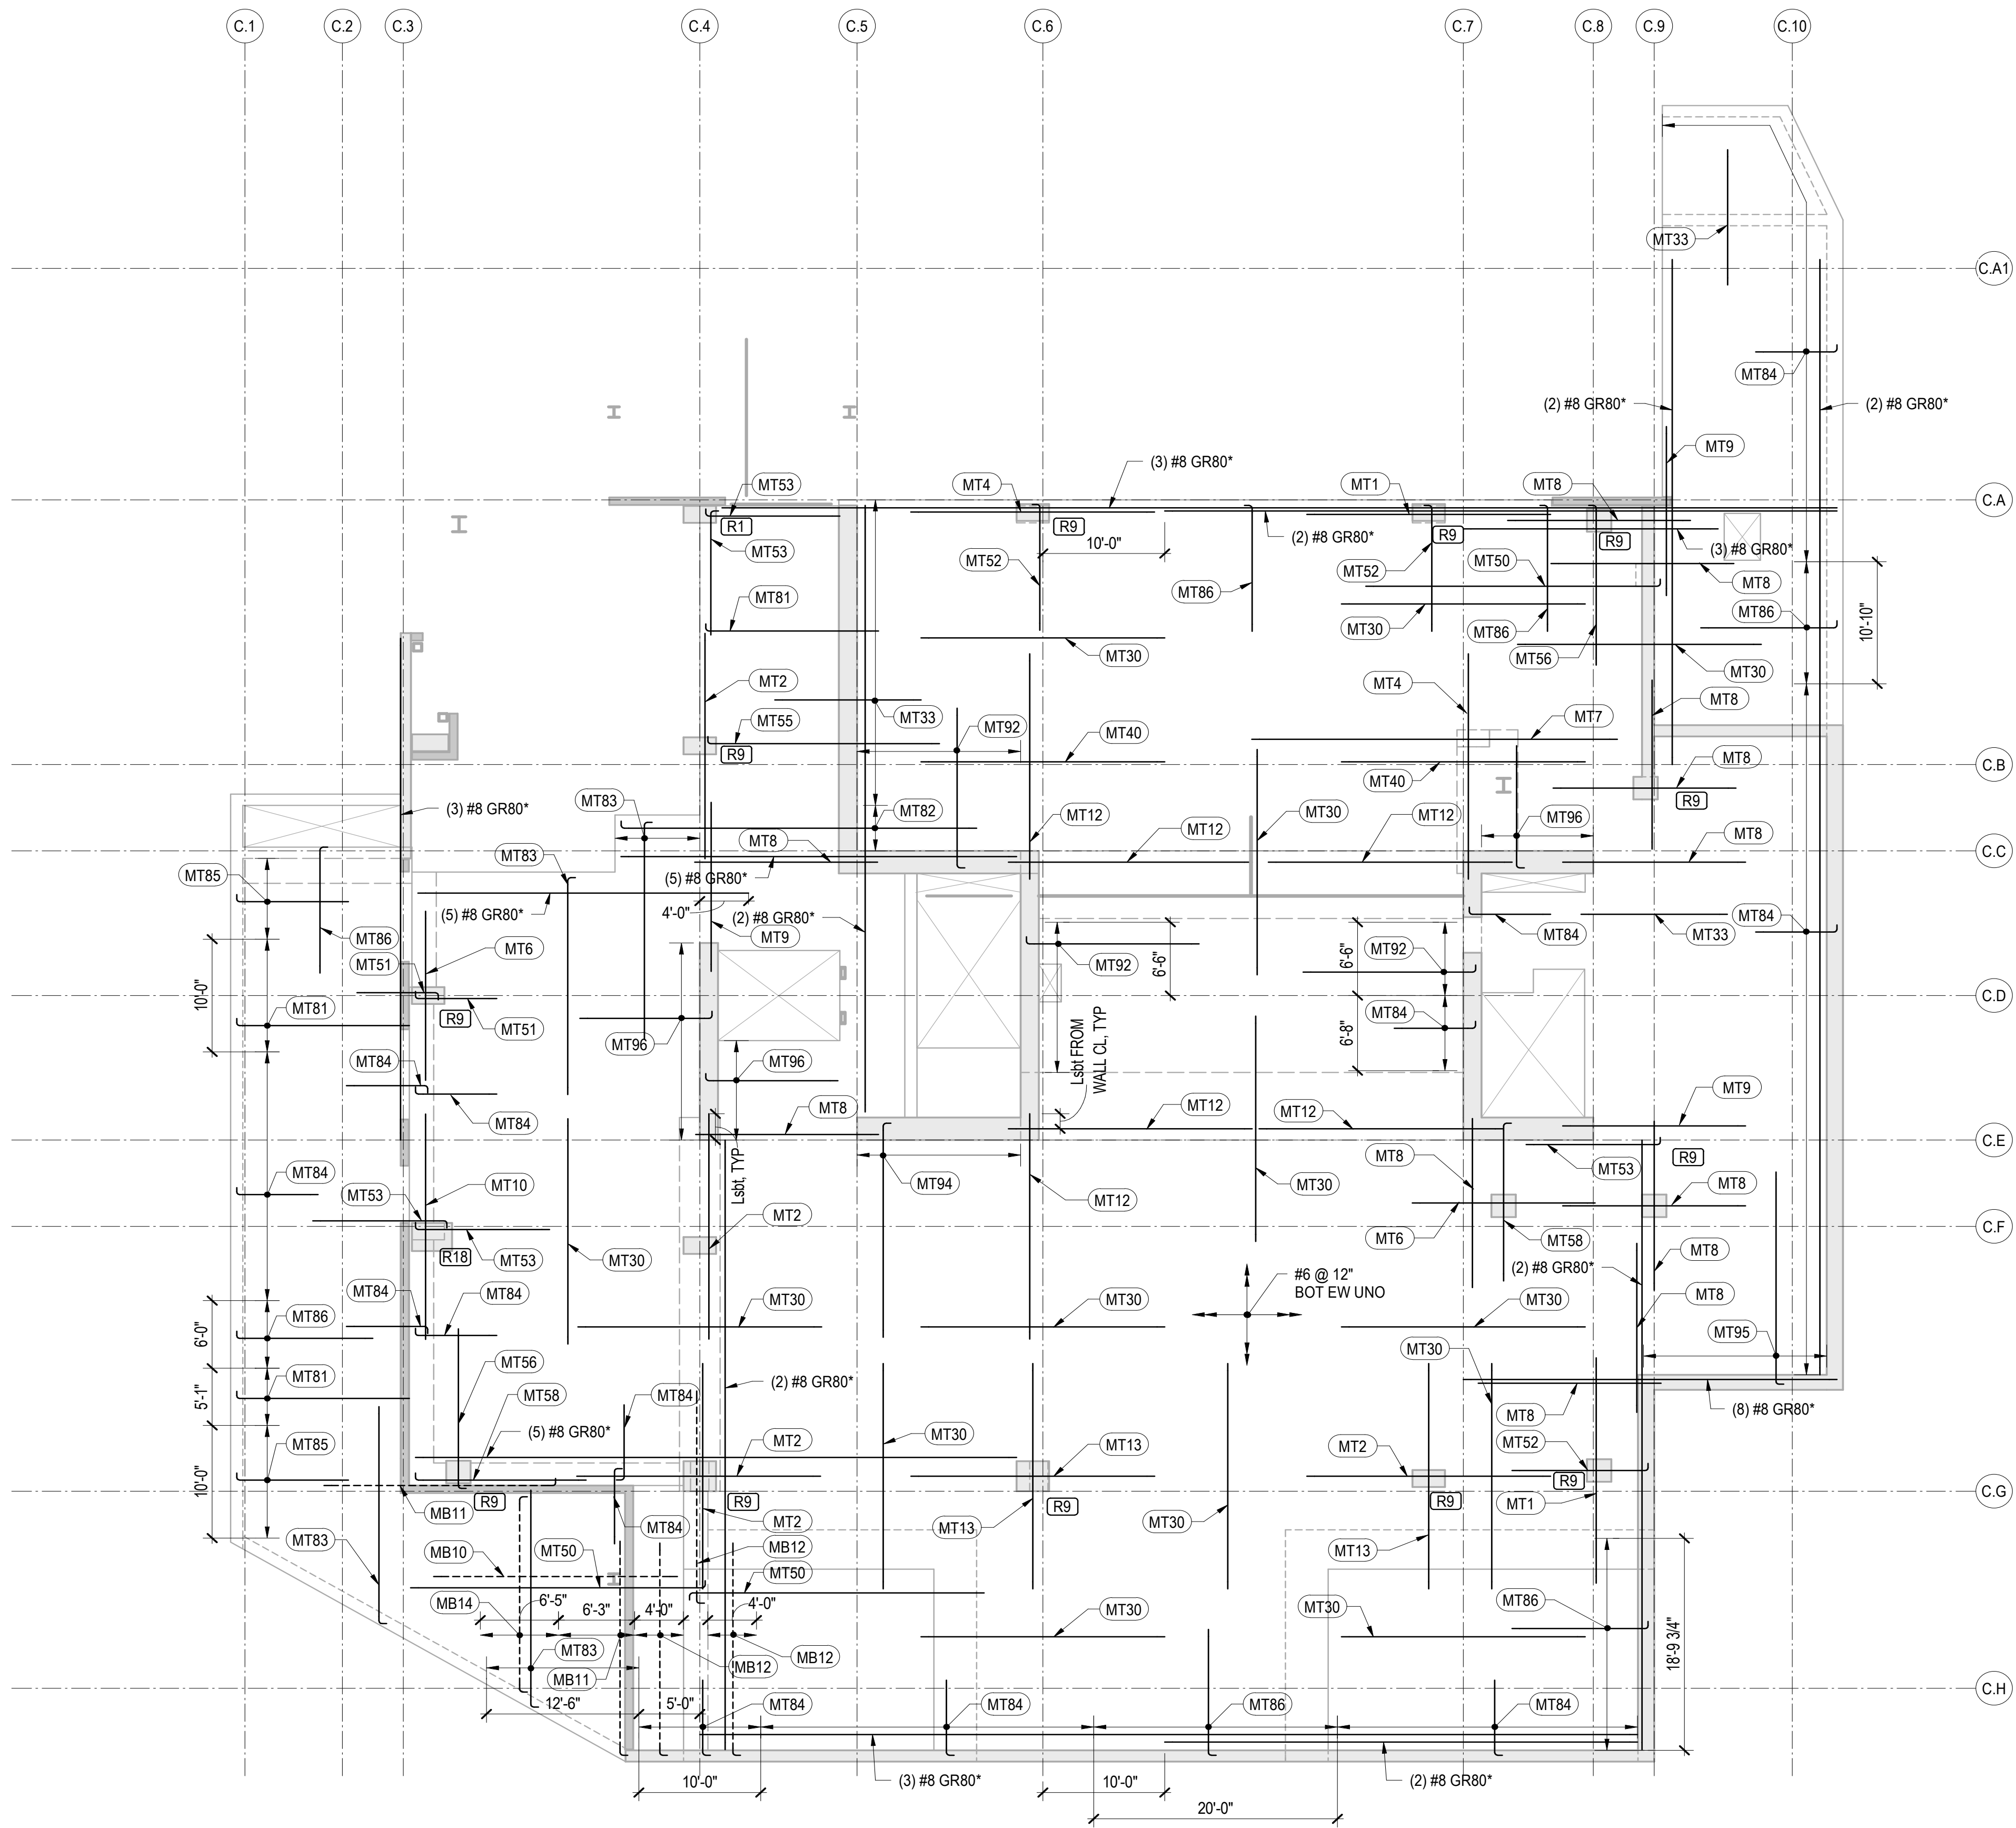 C.1
C.2
C.3
C.4
C.5
C.6
C.7
C.8
C.9
C.10
MT33
C.A1
MT84
(2) #8 GR80*
(2) #8 GR80*
MT9
(3) #8 GR80*
MT53
MT4
MT1
MT8
C.A
R1
R9
R9
R9
MT53
10'-0"
(2) #8 GR80*
(3) #8 GR80*
MT52
MT52
MT50
MT8
MT86
MT81
MT86
MT30
MT86
10'-10"
MT30
MT56
MT30
MT2
MT4
MT8
MT33
MT7
MT55
MT92
MT40
R9
C.B
MT40
MT8
R9
MT83
(3) #8 GR80*
MT82
MT12
MT30
MT12
MT12
MT96
MT8
MT8
C.C
MT83
MT85
(5) #8 GR80*
(5) #8 GR80*
4'-0"
(2) #8 GR80*
MT84
MT33
MT84
MT86
MT6
MT9
MT51
MT92
6'-6"
6'-6"
MT92
C.D
10'-0"
MT81
R9
MT51
MT96
MT84
6'-8"
MT84
MT96
Lsbt FROM
WALL CL, TYP
MT84
MT8
MT12
MT12
MT9
C.E
MT84
MT53
MT10
Lsbt, TYP
MT94
MT12
MT30
MT8
MT53
R9
MT8
MT2
MT6
MT58
C.F
R18
MT53
MT30
MT8
(2) #8 GR80*
#6 @ 12"
BOT EW UNO
MT84
MT84
MT8
6'-0"
MT86
MT30
MT30
MT30
MT95
MT30
MT56
(2) #8 GR80*
5'-1"
MT81
MT58
MT84
MT8
(8) #8 GR80*
(5) #8 GR80*
MT30
MT2
MT13
MT2
MT52
10'-0"
MT85
R9
R9
R9
R9
R9
C.G
MB11
MT84
MT2
MT13
MT30
MT1
MT83
MB10
MT50
MB12
MT13
MT50
MB14
6'-5"
6'-3"
4'-0"
4'-0"
MT30
MT30
MT86
18'-9 3/4"
MT83
MB11
MB12
MB12
C.H
12'-6"
5'-0"
MT84
MT84
MT86
MT84
10'-0"
(3) #8 GR80*
10'-0"
(2) #8 GR80*
20'-0"